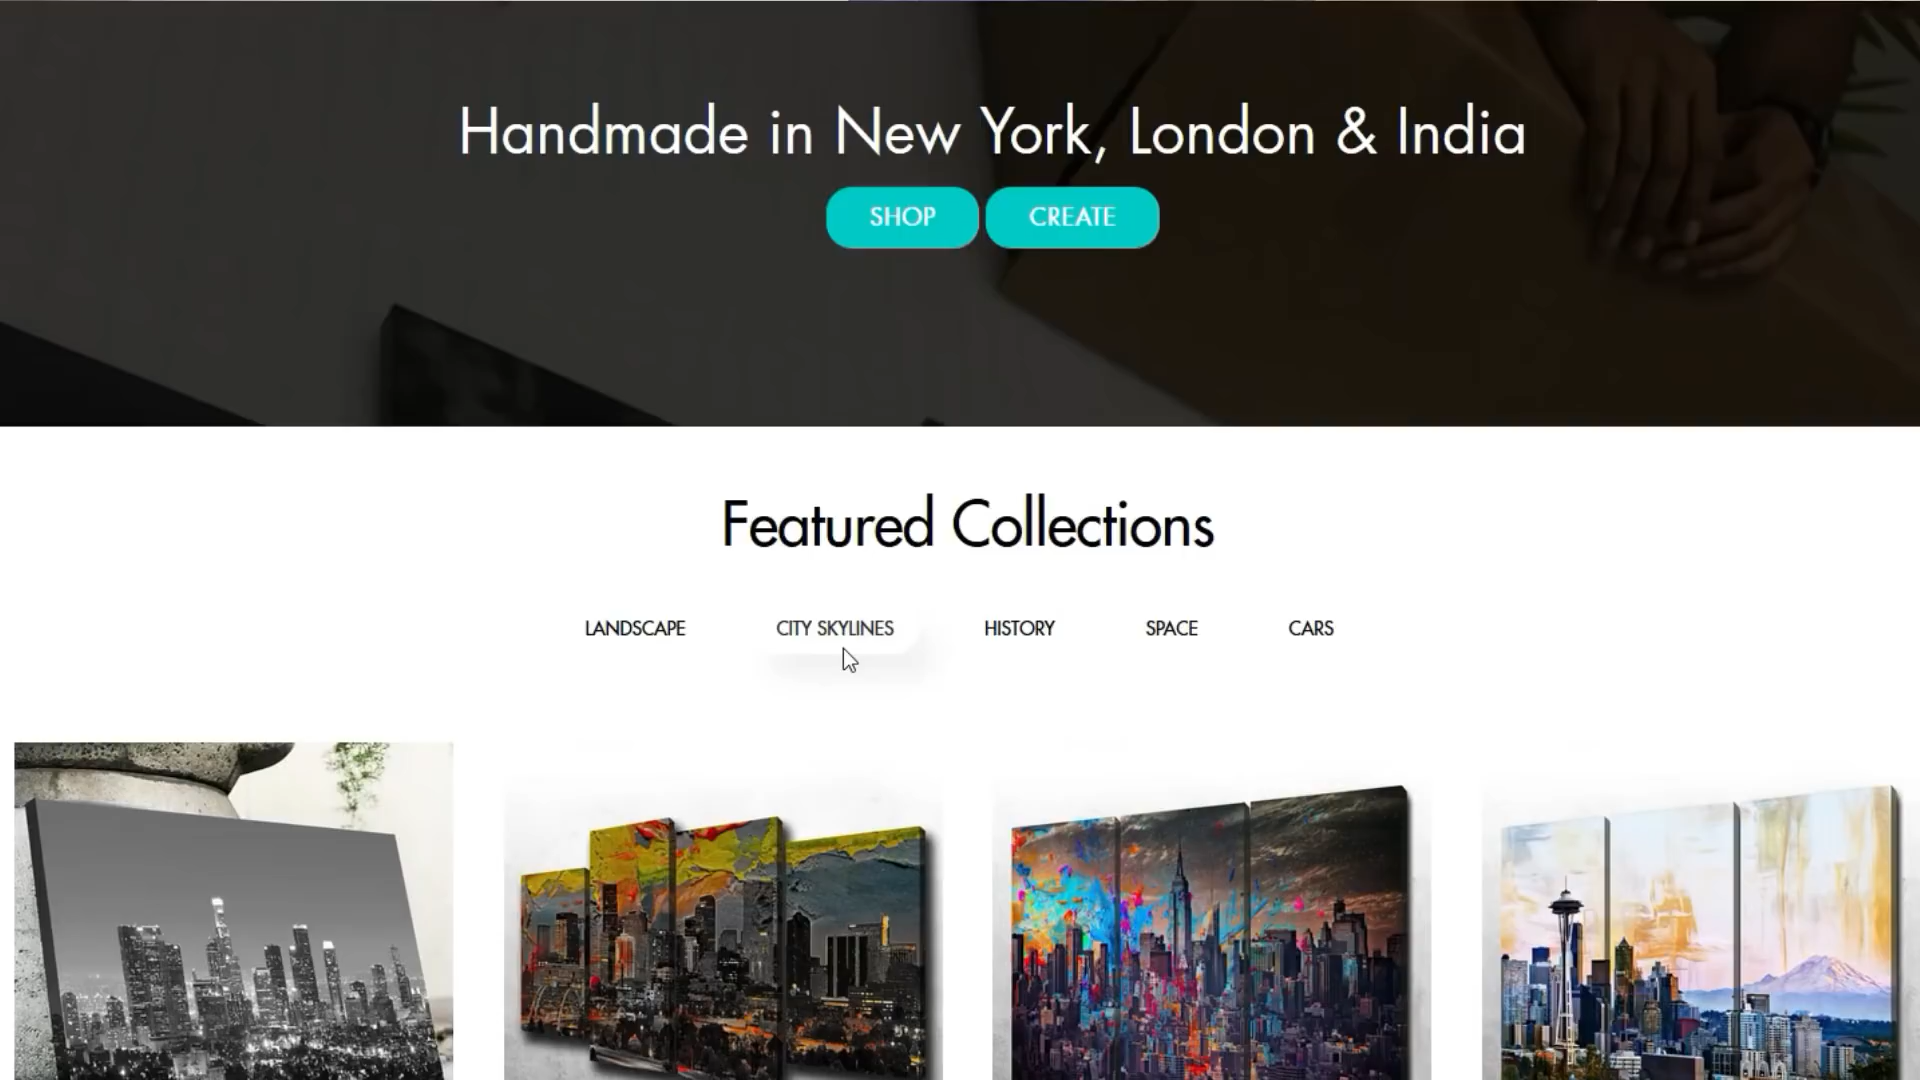 Handmade in New York, London & India
SHOP CREATE
Featured Collections
LANDSCAPE CITY SKYLINES HISTORY SPACE CARS